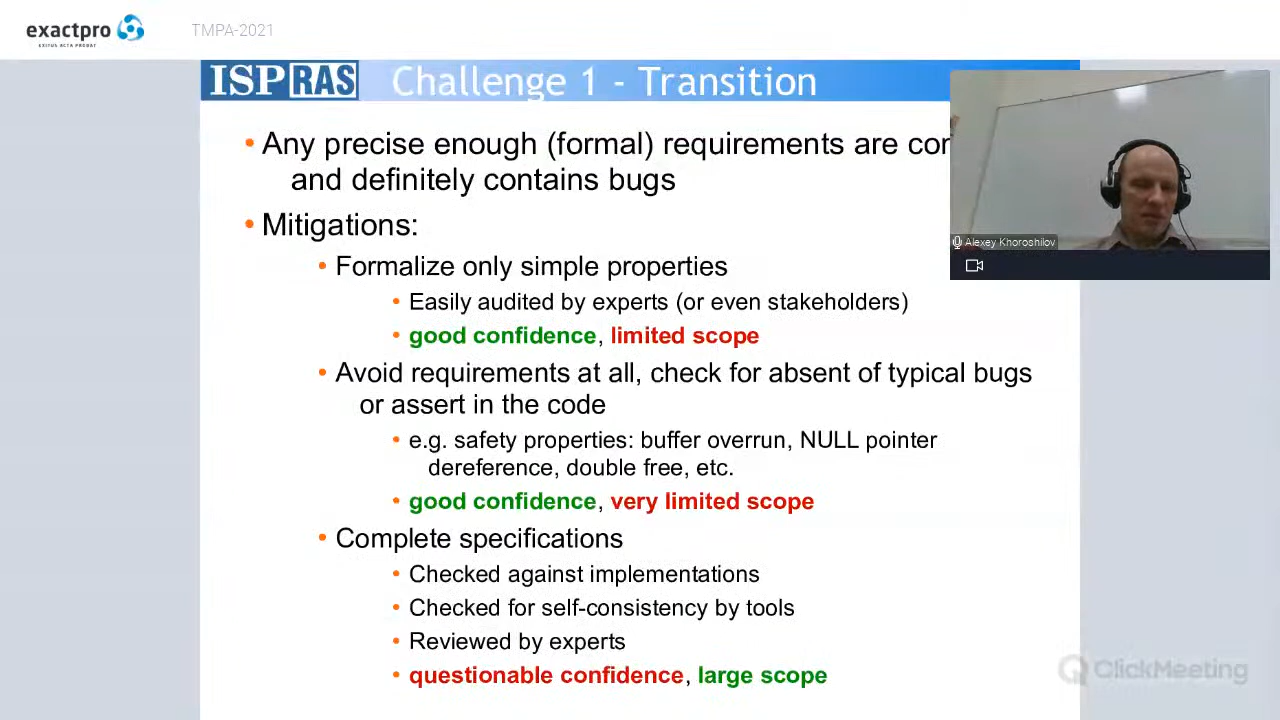 exactpro
EXITUS ACTA PROBAT
TMPA-2021
ISP RAS
Challenge 1 - Transition
• Any precise enough (formal) requirements are
and definitely contains bugs
• Mitigations:
• Formalize only simple properties
• Easily audited by experts (or even stakeholders)
• good confidence, limited scope
• Avoid requirements at all, check for absent of typical bugs
or assert in the code
• e.g. safety properties: buffer overrun, NULL pointer
dereference, double free, etc.
• good confidence, very limited scope
• Complete specifications
• Checked against implementations
• Checked for self-consistency by tools
• Reviewed by experts
• questionable confidence, large scope
Alexey Khoroshilov
ClickMeeting